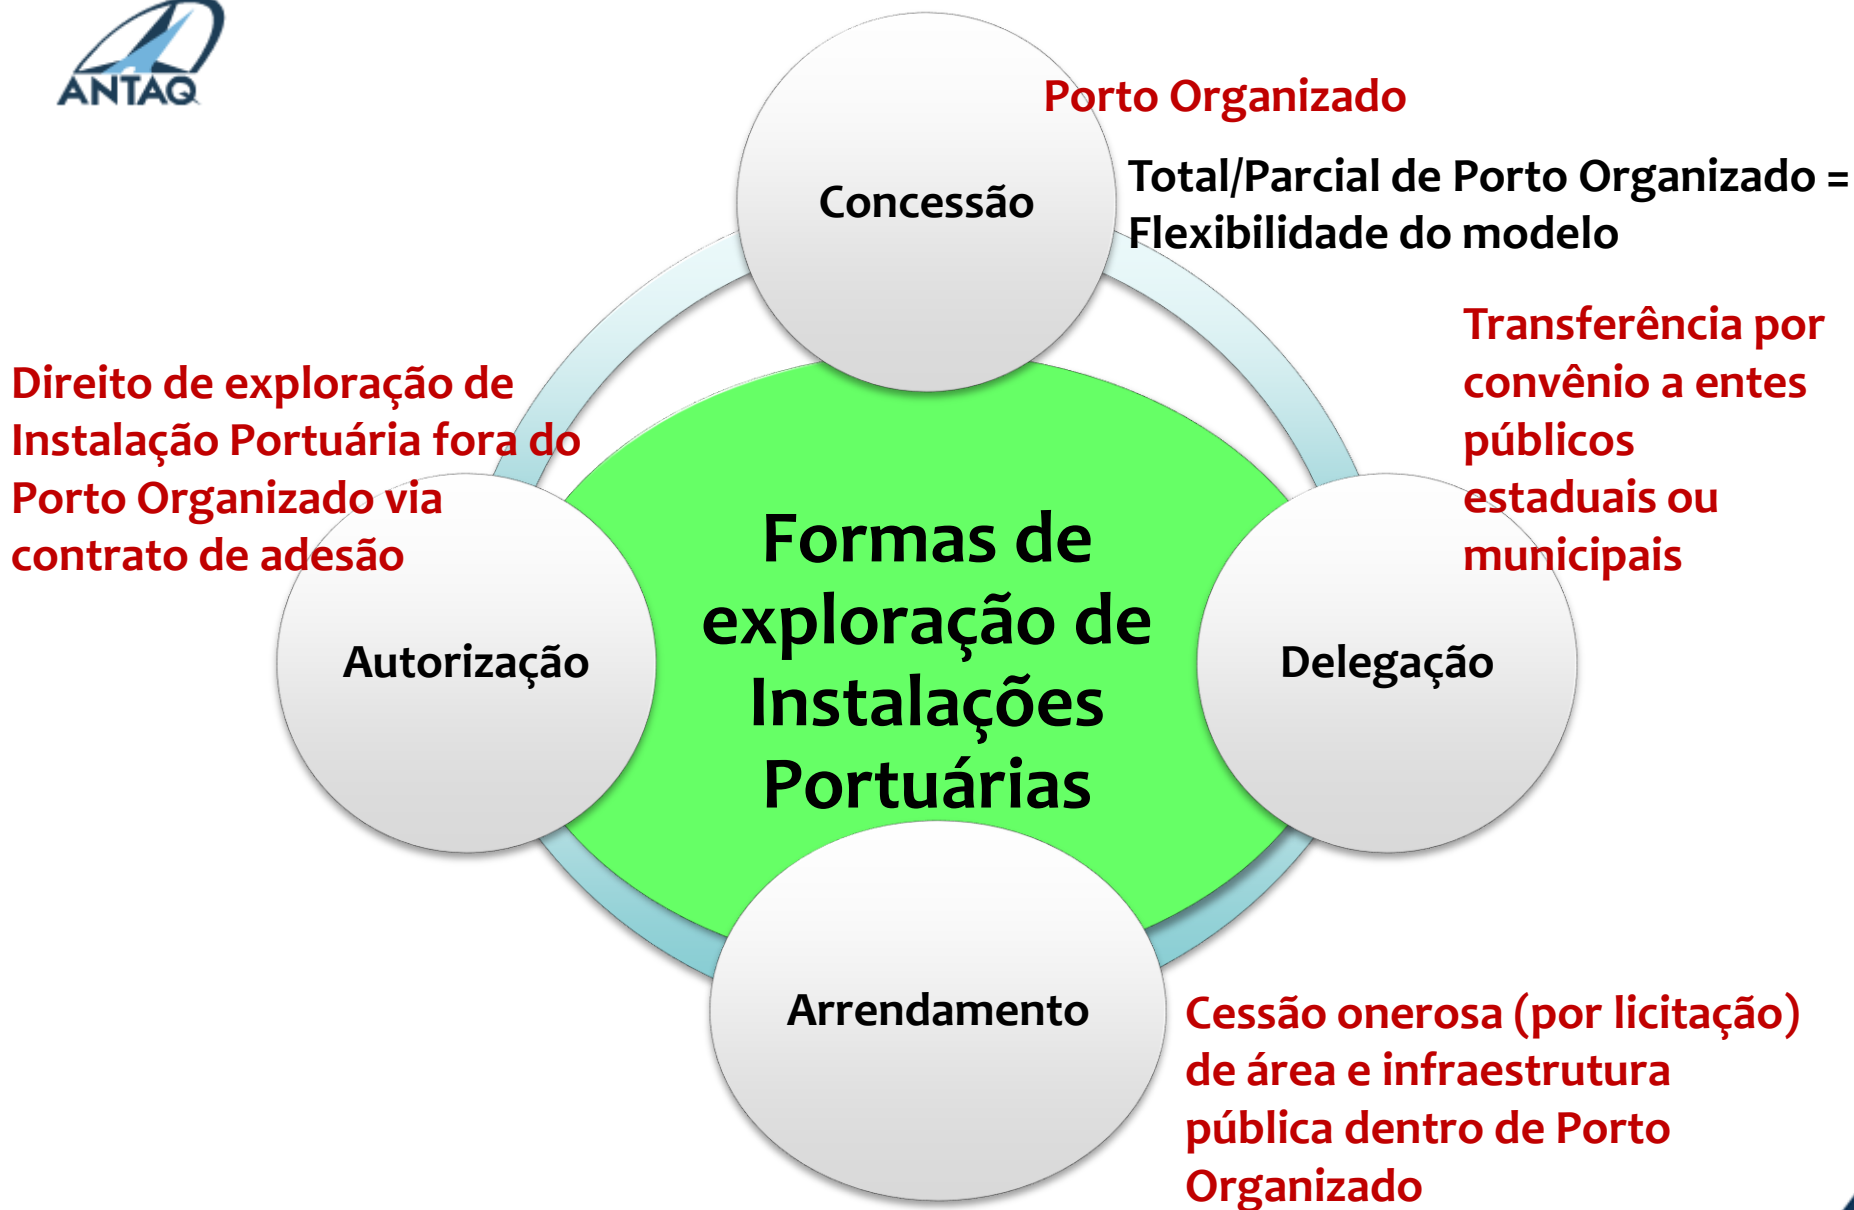 ANTAQ
Porto Organizado
Concessão
Total/Parcial de Porto Organizado =
Flexibilidade do modelo
Transferência por
convênio a entes
públicos
estaduais ou
municipais
Direito de exploração de
Instalação Portuária fora do
Porto Organizado via
contrato de adesão
Formas de
exploração de
Instalações
Portuárias
Autorização
Delegação
Arrendamento
Cessão onerosa (por licitação)
de área e infraestrutura
pública dentro de Porto
Organizado